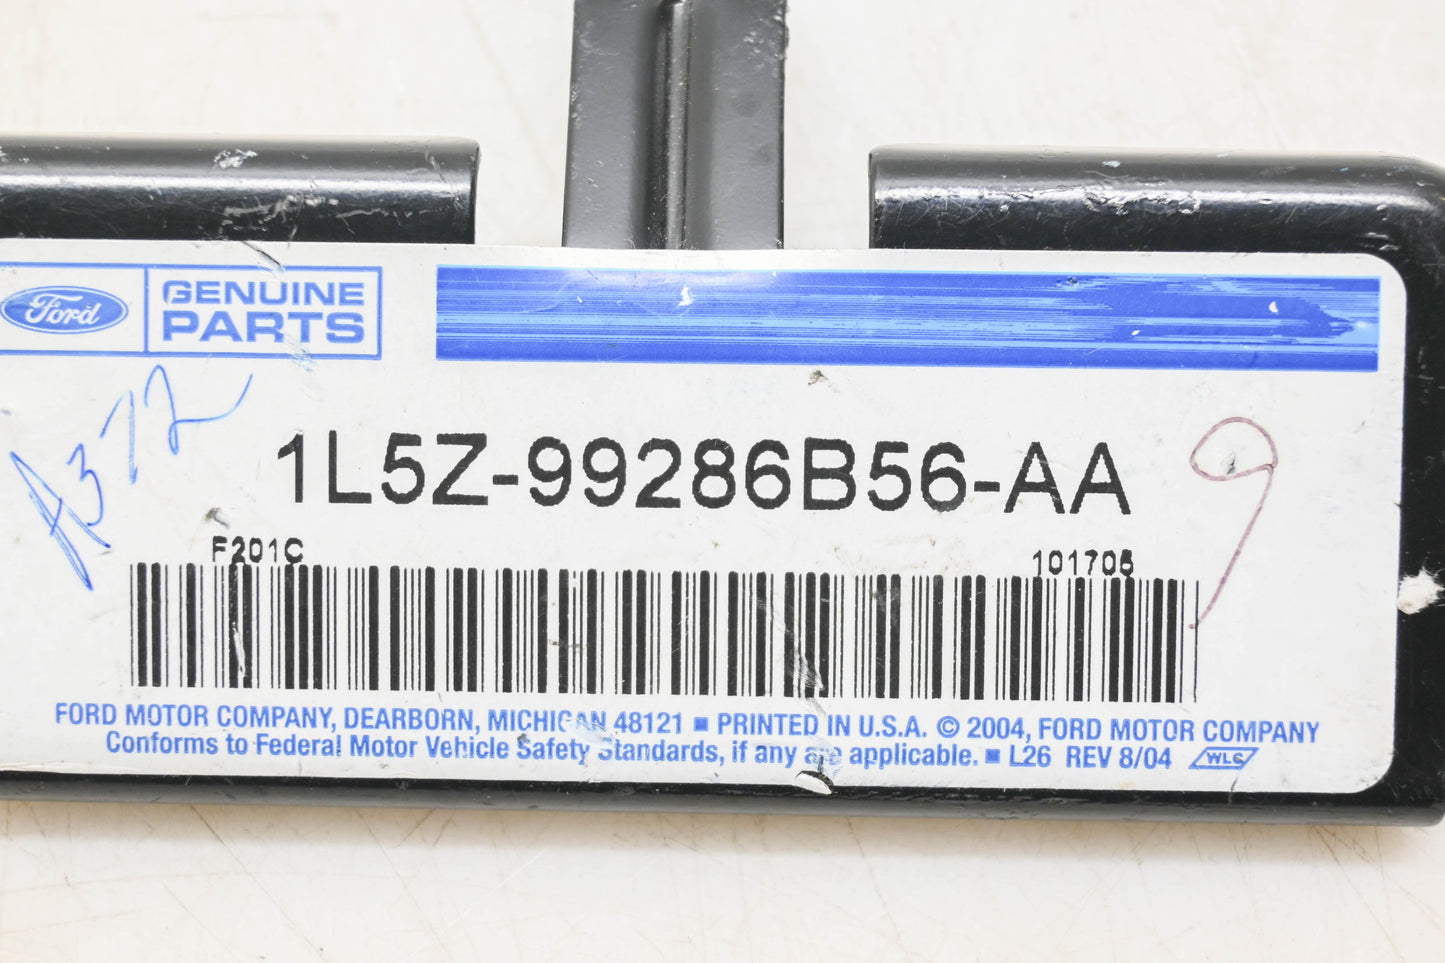 Ford GENUINE
PARTS
A372
1L5Z-99286B56-AA
9
F201C 101705
FORD MOTOR COMPANY, DEARBORN, MICHIGAN 48121 ■ PRINTED IN U.S.A. © 2004, FORD MOTOR COMPANY
Conforms to Federal Motor Vehicle Safety Standards, if any are applicable. ■ L26 REV 8/04 WLC